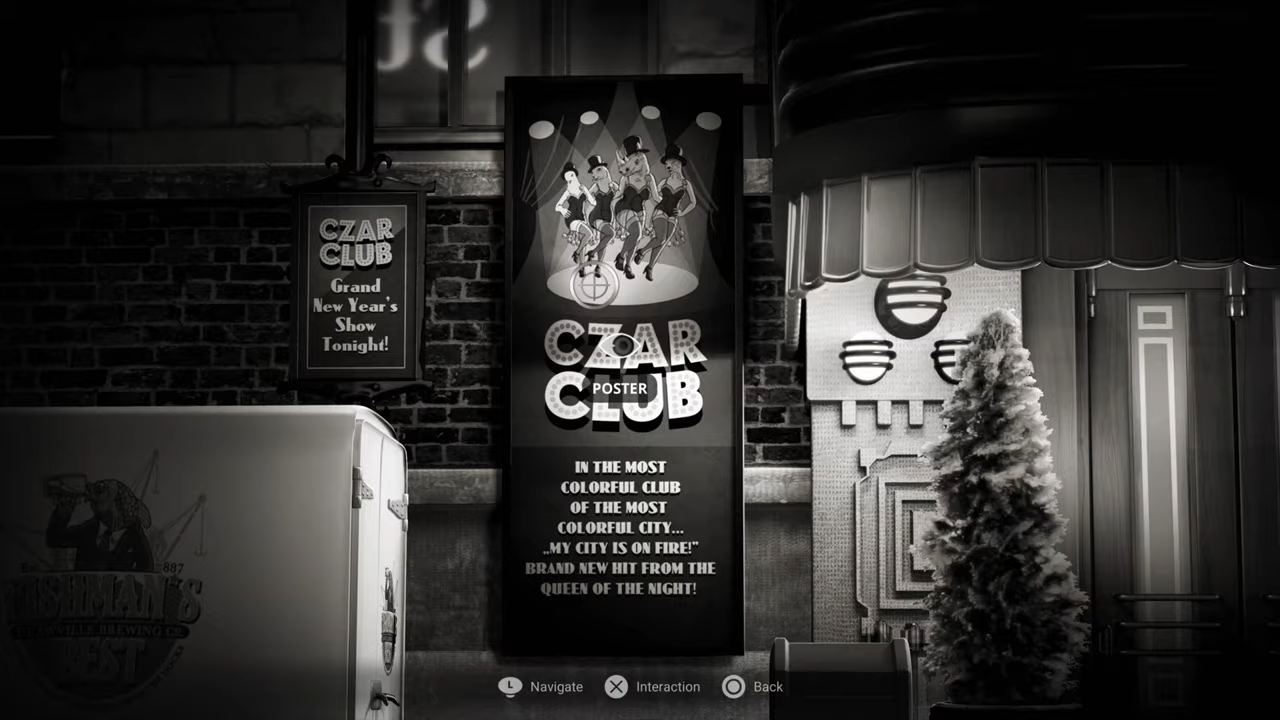 CZAR
CLUB
Grand
New Year's
Show
Tonight!
CZAR
CLUB
POSTER
IN THE MOST
COLORFUL CLUB
OF THE MOST
COLORFUL CITY...
„MY CITY IS ON FIRE!”
BRAND NEW HIT FROM THE
QUEEN OF THE NIGHT!
887
BREWING CO
BEST
L Navigate
Interaction
Back